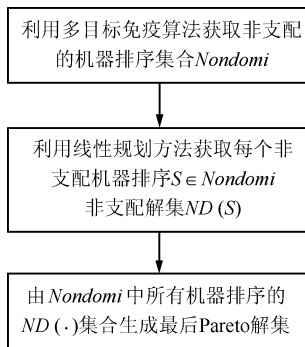 利用多目标免疫算法获取非支配
的机器排序集合Nondomi
利用线性规划方法获取每个非
支配机器排序S∈Nondomi
非支配解集ND (S)
由Nondomi中所有机器排序的
ND (·)集合生成最后Pareto解集